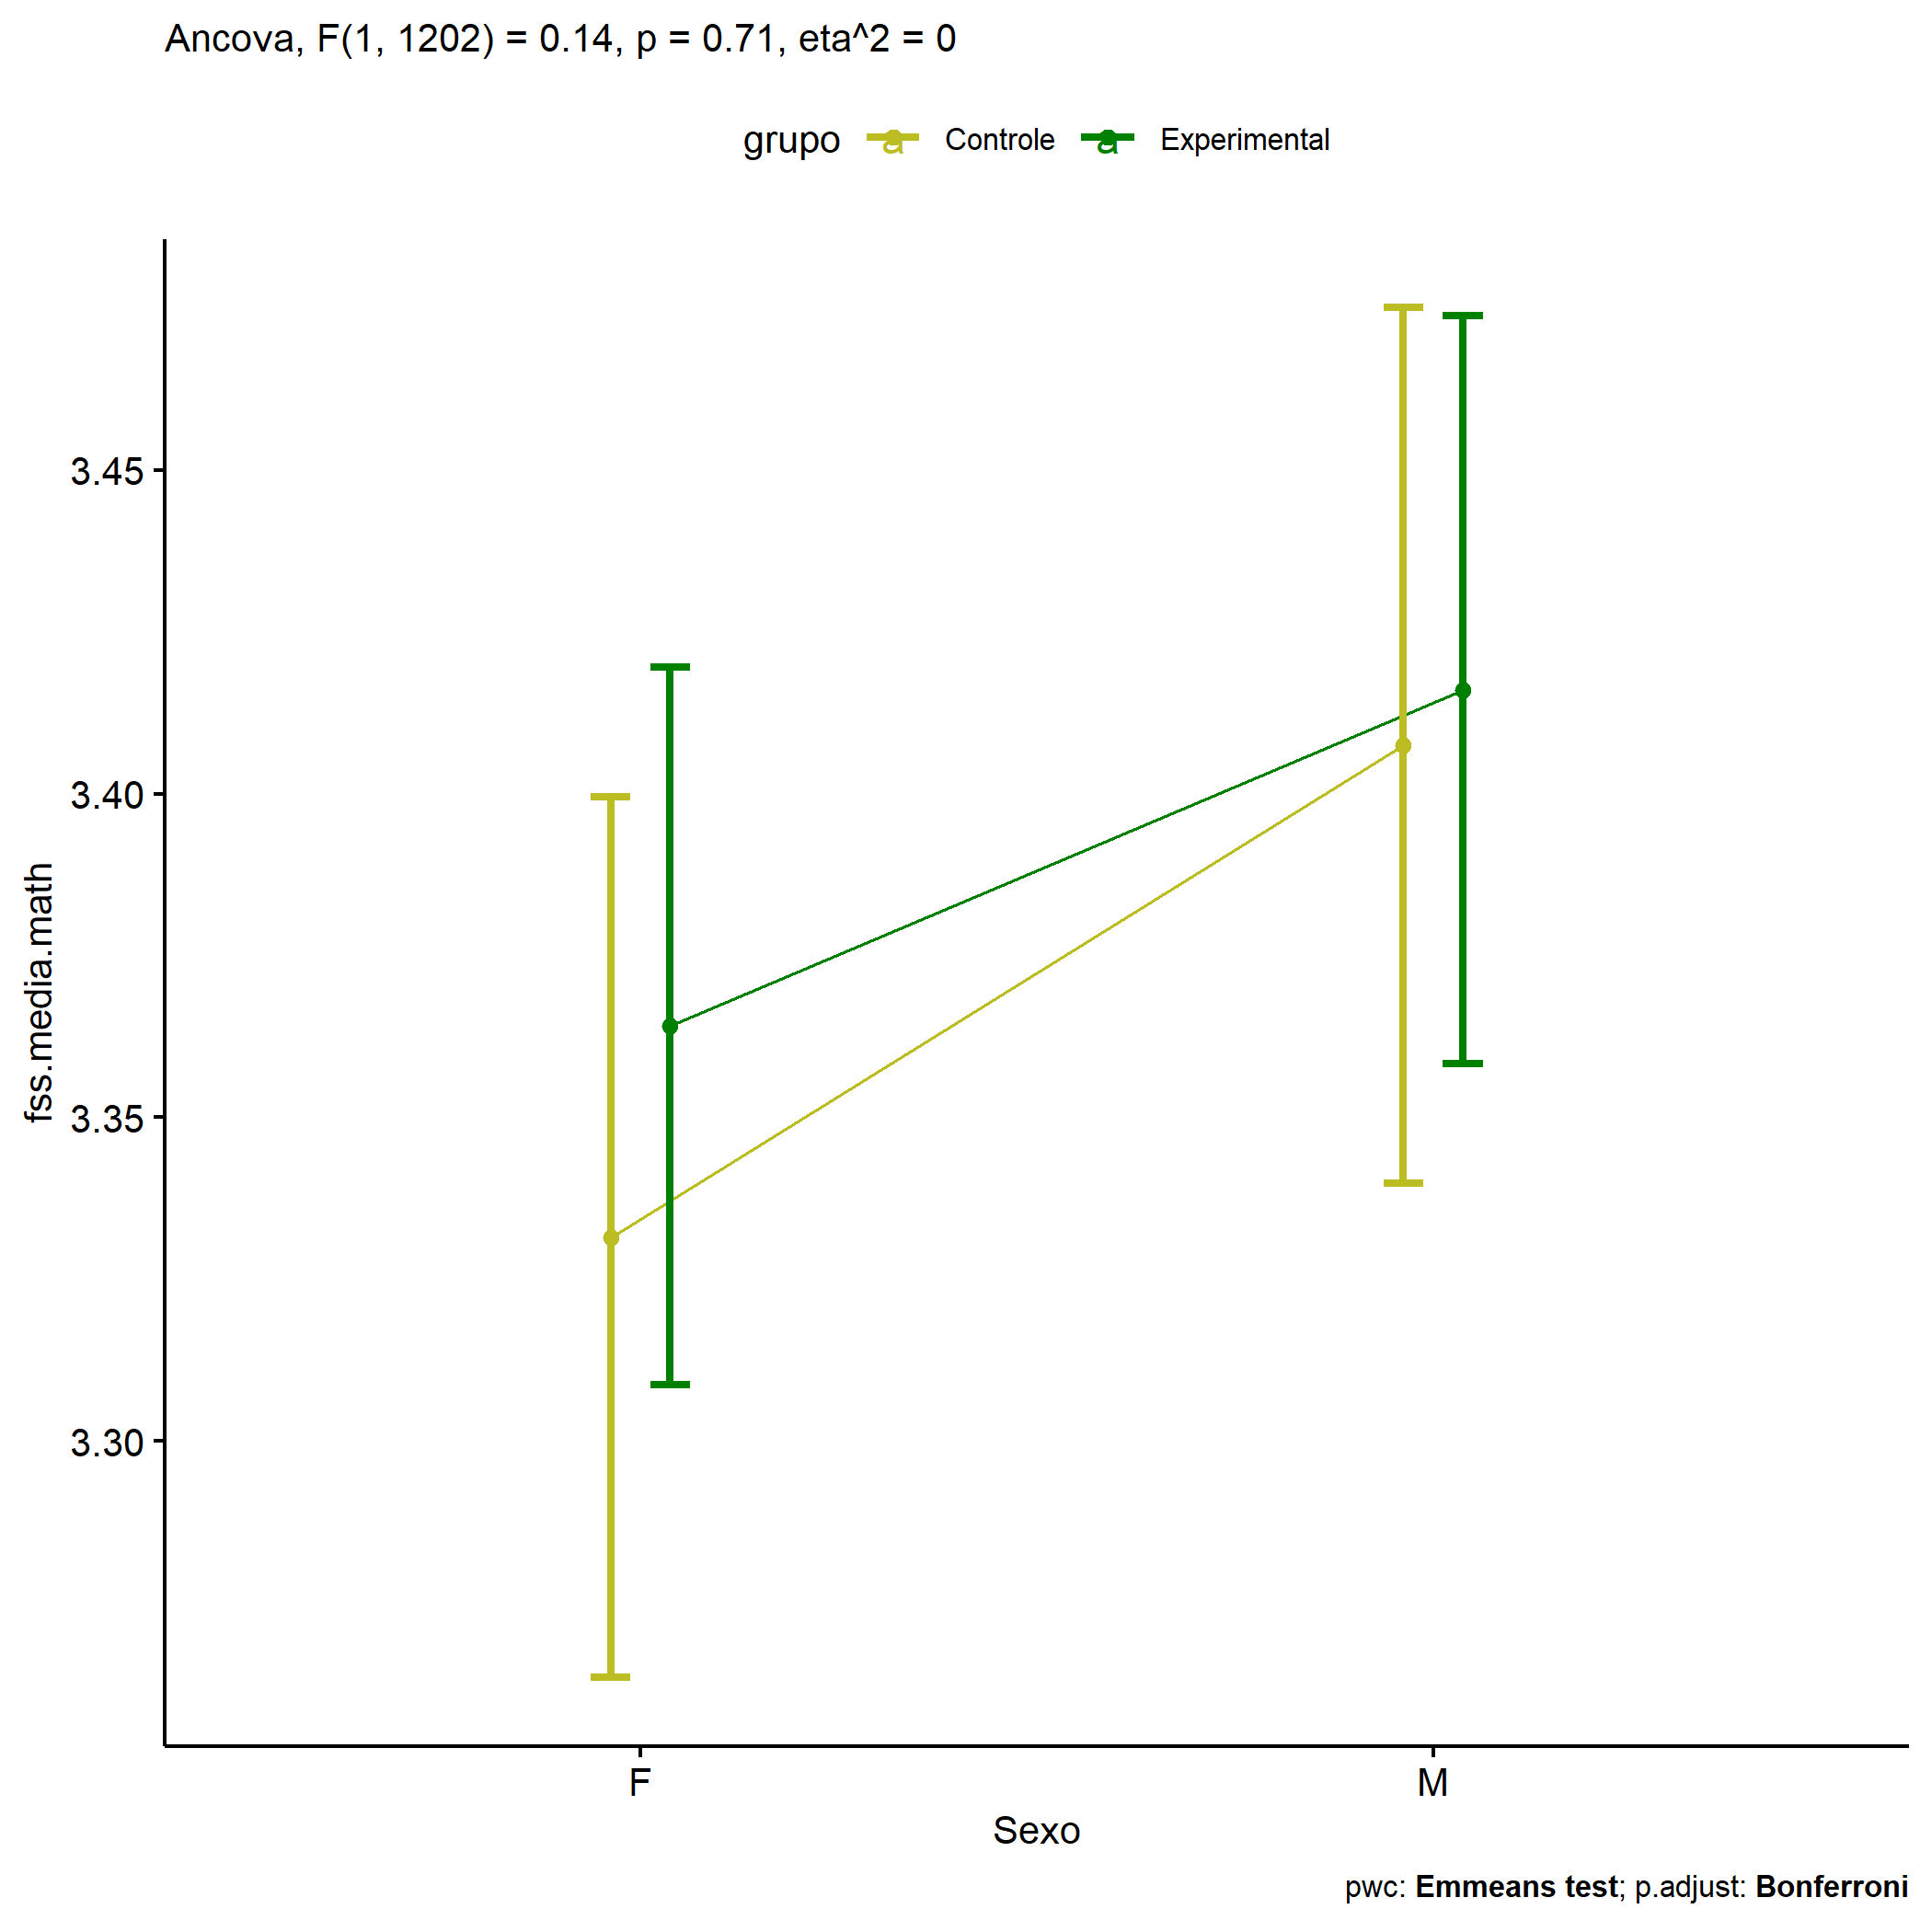 Ancova, F(1, 1202) = 0.14, p = 0.71, eta^2 = 0
grupo a Controle a Experimental
3.45
3.40
3.35
3.30
fss.media.math
F M
Sexo
pwc: Emmeans test; p.adjust: Bonferroni